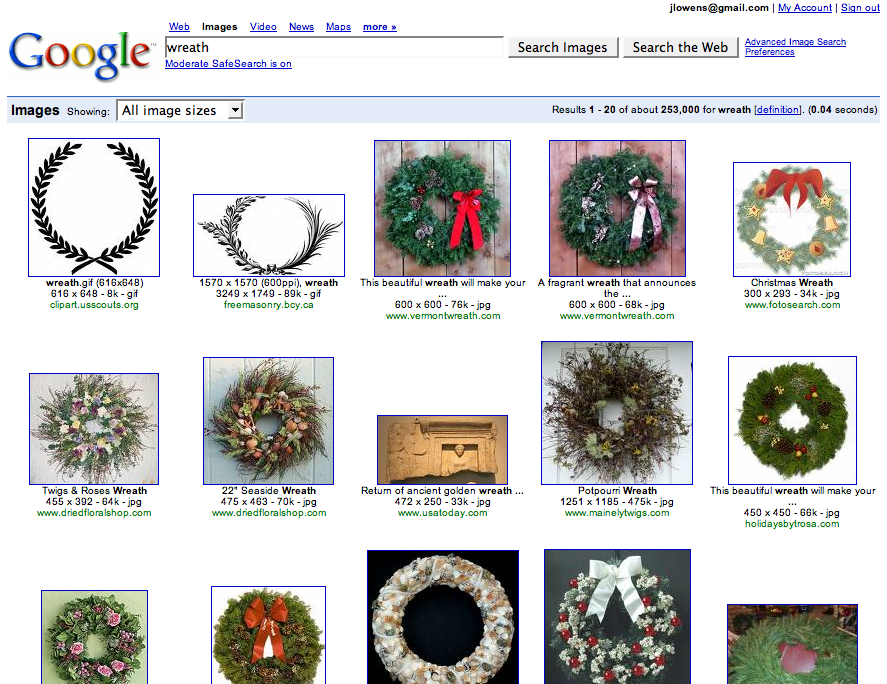 jlowens@gmail.com | My Account | Sign out
Web Images Video News Maps more »
Google™
wreath
Search Images
Search the Web
Advanced Image Search
Preferences
Moderate SafeSearch is on
Images Showing: All image sizes
Results 1 - 20 of about 253,000 for wreath [definition]. (0.04 seconds)
wreath.gif (616x648)
616 x 648 - 8k - gif
clipart.usscouts.org
1570 x 1570 (600ppi), wreath
3249 x 1749 - 89k - gif
freemasonry.bcy.ca
This beautiful wreath will make your
...
600 x 600 - 76k - jpg
www.vermontwreath.com
A fragrant wreath that announces
the ...
600 x 600 - 68k - jpg
www.vermontwreath.com
FOTOSEARCH
Christmas Wreath
300 x 293 - 34k - jpg
www.fotosearch.com
Twigs & Roses Wreath
455 x 392 - 64k - jpg
www.driedfloralshop.com
22" Seaside Wreath
475 x 463 - 70k - jpg
www.driedfloralshop.com
Return of ancient golden wreath ...
472 x 250 - 33k - jpg
www.usatoday.com
Potpourri Wreath
1251 x 1185 - 475k - jpg
www.mainelytwigs.com
This beautiful wreath will make your
...
450 x 450 - 66k - jpg
holidaysbytrosa.com